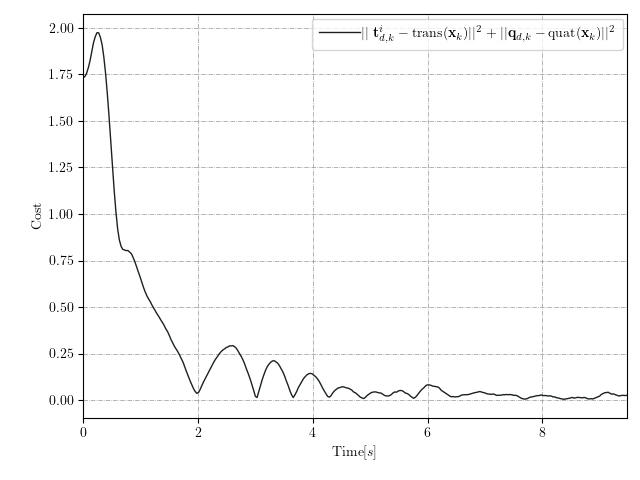 || t^i_{d,k} − trans(x_k)||^2 + ||q_{d,k} − quat(x_k)||^2
2.00
1.75
1.50
1.25
1.00
0.75
0.50
0.25
0.00
Cost
0 2 4 6 8
Time[s]